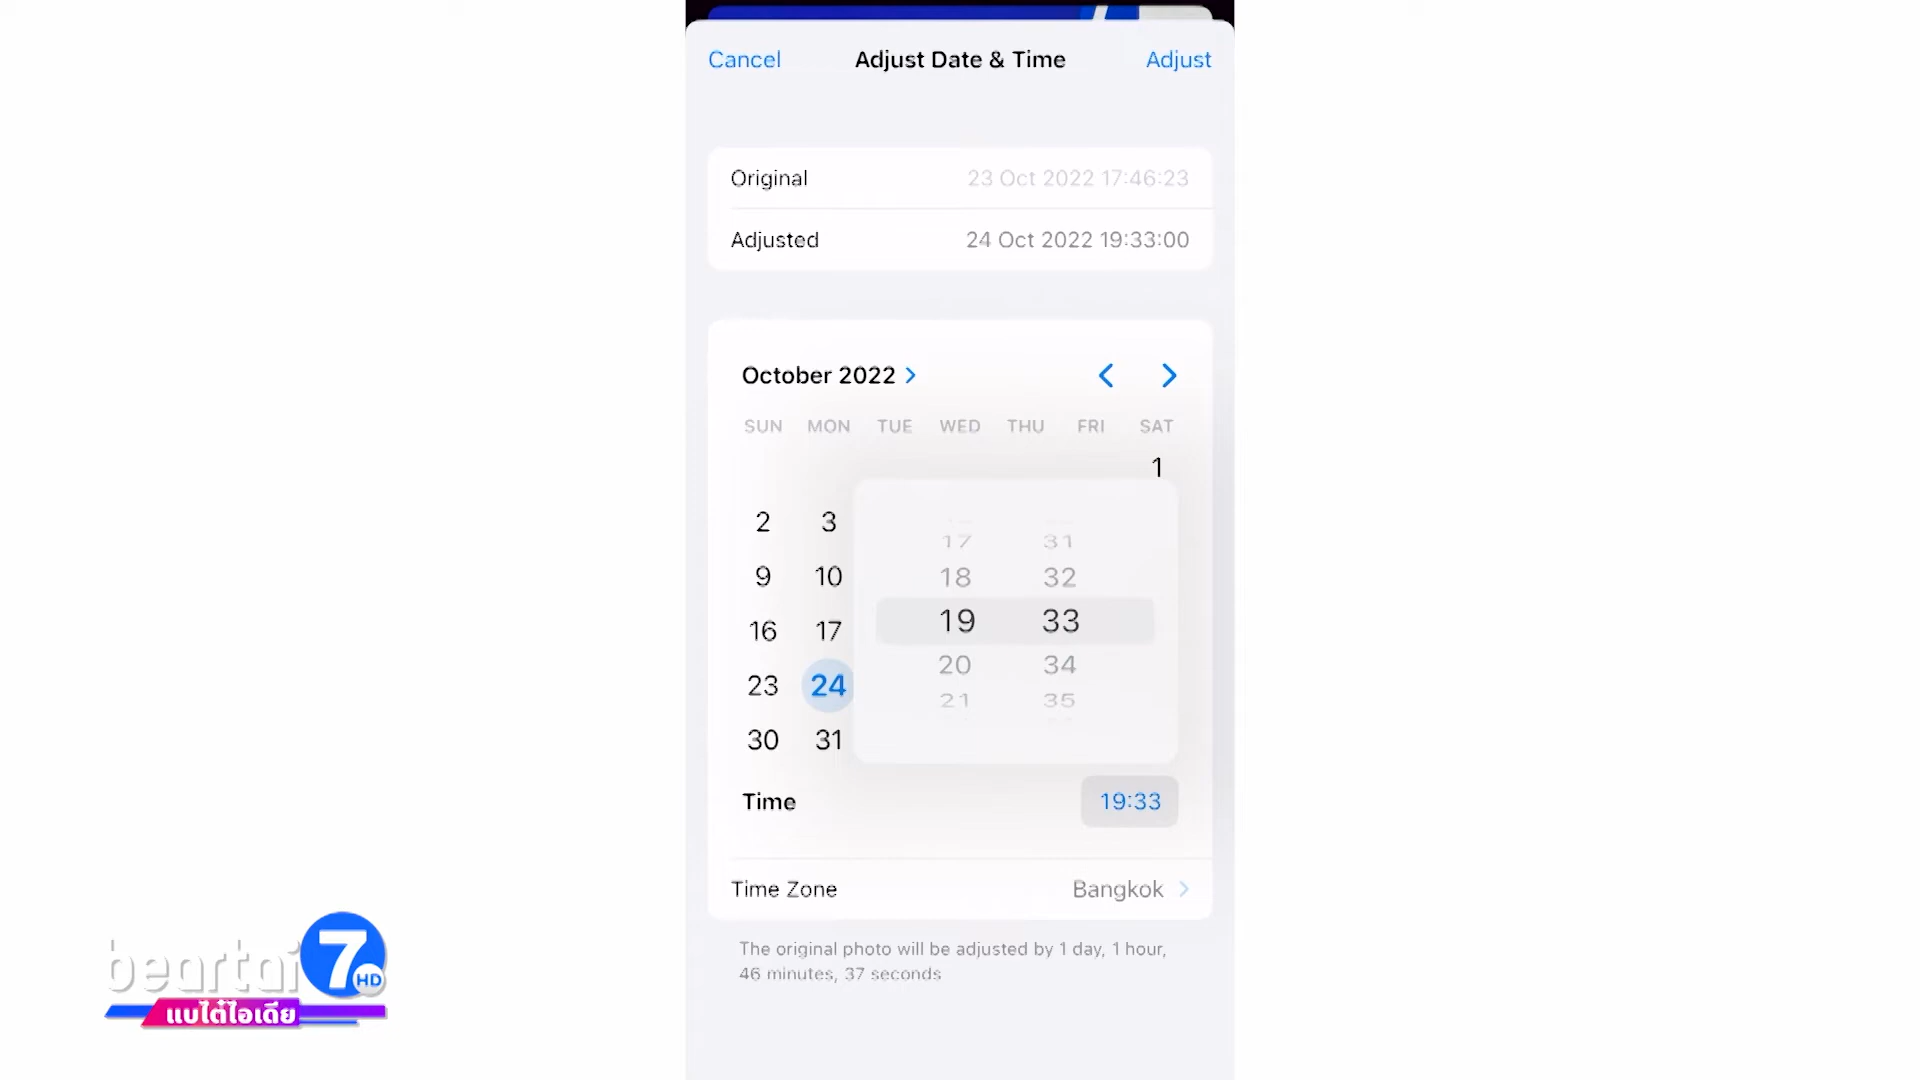 Cancel Adjust Date & Time Adjust
Original 23 Oct 2022 17:46:23
Adjusted 24 Oct 2022 19:33:00
October 2022
SUN MON TUE WED THU FRI SAT
1
2 3
9 10
16 17
23 24
30 31
17 31
18 32
19 33
20 34
21 35
Time 19:33
Time Zone Bangkok
The original photo will be adjusted by 1 day, 1 hour,
46 minutes, 37 seconds
beartai 7HD
แบไต๋ไอเดีย